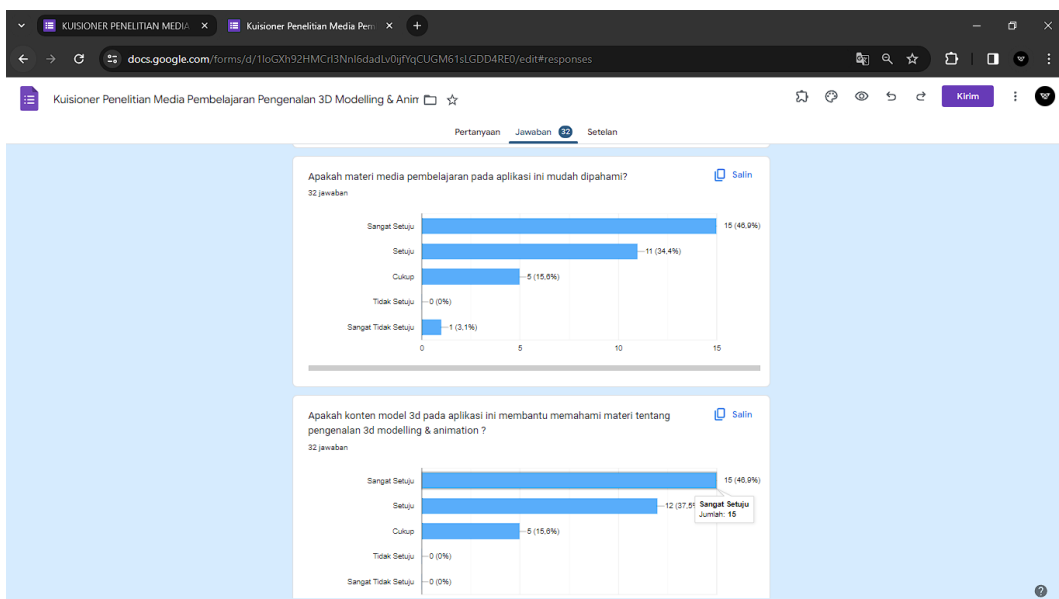 KUISIONER PENELITIAN MEDIA
Kuisioner Penelitian Media Pem
docs.google.com/forms/d/1loGXh92HMCrI3NnI6dadLv0ijfYqCUGM61sLGDD4RE0/edit#responses
Kuisioner Penelitian Media Pembelajaran Pengenalan 3D Modelling & Anim
Kirim
Pertanyaan Jawaban 32 Setelan
Apakah materi media pembelajaran pada aplikasi ini mudah dipahami?
Salin
32 jawaban
Sangat Setuju 15 (46,9%)
Setuju 11 (34,4%)
Cukup 5 (15,6%)
Tidak Setuju 0 (0%)
Sangat Tidak Setuju 1 (3,1%)
0 5 10 15
Apakah konten model 3d pada aplikasi ini membantu memahami materi tentang
pengenalan 3d modelling & animation ?
Salin
32 jawaban
Sangat Setuju 15 (46,9%)
Setuju 12 (37,5%
Sangat Setuju
Jumlah: 15
Cukup 5 (15,6%)
Tidak Setuju 0 (0%)
Sangat Tidak Setuju 0 (0%)